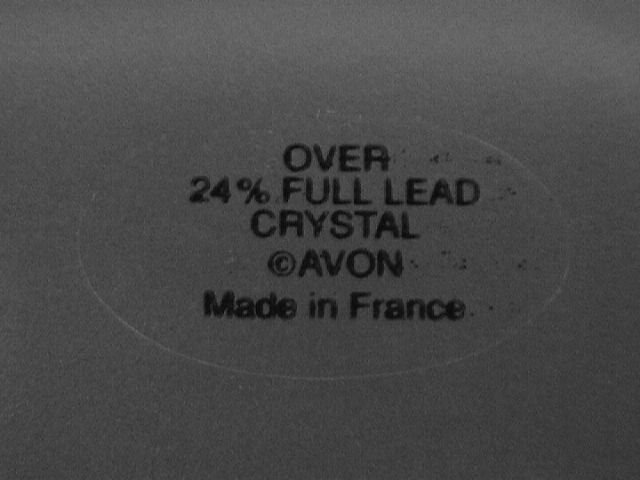 OVER
24% FULL LEAD
CRYSTAL
©AVON
Made in France